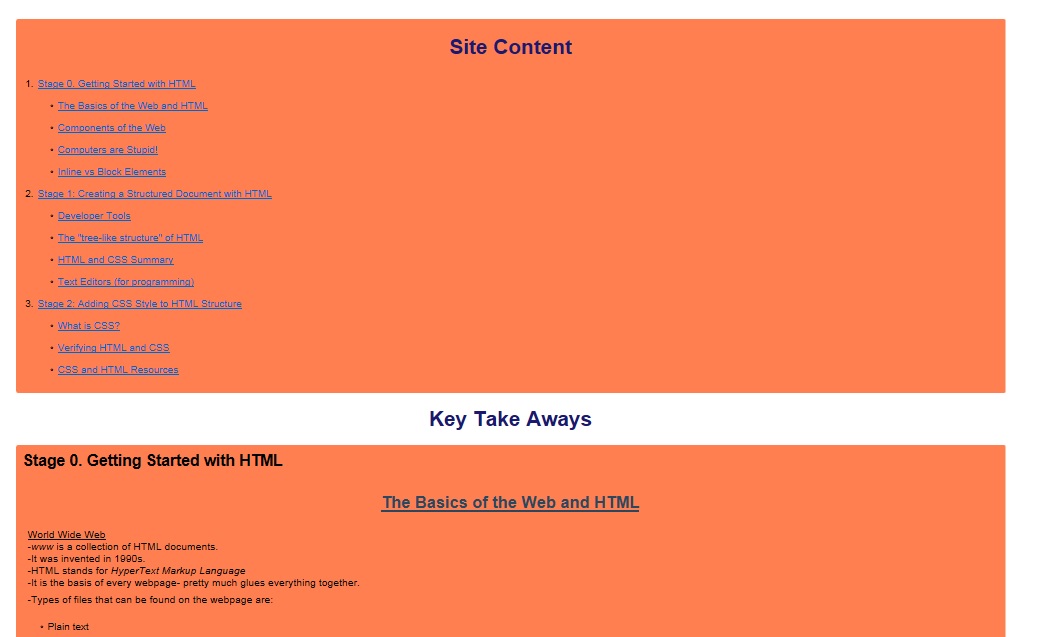 Site Content
1. Stage 0. Getting Started with HTML
• The Basics of the Web and HTML
• Components of the Web
• Computers are Stupid!
• Inline vs Block Elements
2. Stage 1: Creating a Structured Document with HTML
• Developer Tools
• The "tree-like structure" of HTML
• HTML and CSS Summary
• Text Editors (for programming)
3. Stage 2: Adding CSS Style to HTML Structure
• What is CSS?
• Verifying HTML and CSS
• CSS and HTML Resources
Key Take Aways
Stage 0. Getting Started with HTML
The Basics of the Web and HTML
World Wide Web
-www is a collection of HTML documents.
-It was invented in 1990s.
-HTML stands for HyperText Markup Language
-It is the basis of every webpage- pretty much glues everything together.
-Types of files that can be found on the webpage are:
• Plain text